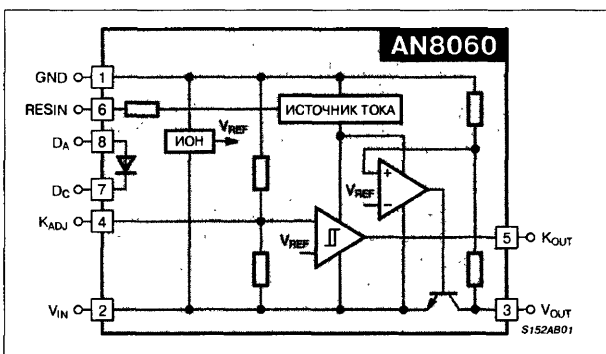 AN8060
GND 1
RESIN 6
ИСТОЧНИК ТОКА
ИОН
VREF
DA 8
DC 7
VREF
+
−
KADJ 4
VREF
5 KOUT
VIN 2
3 VOUT
S152AB01